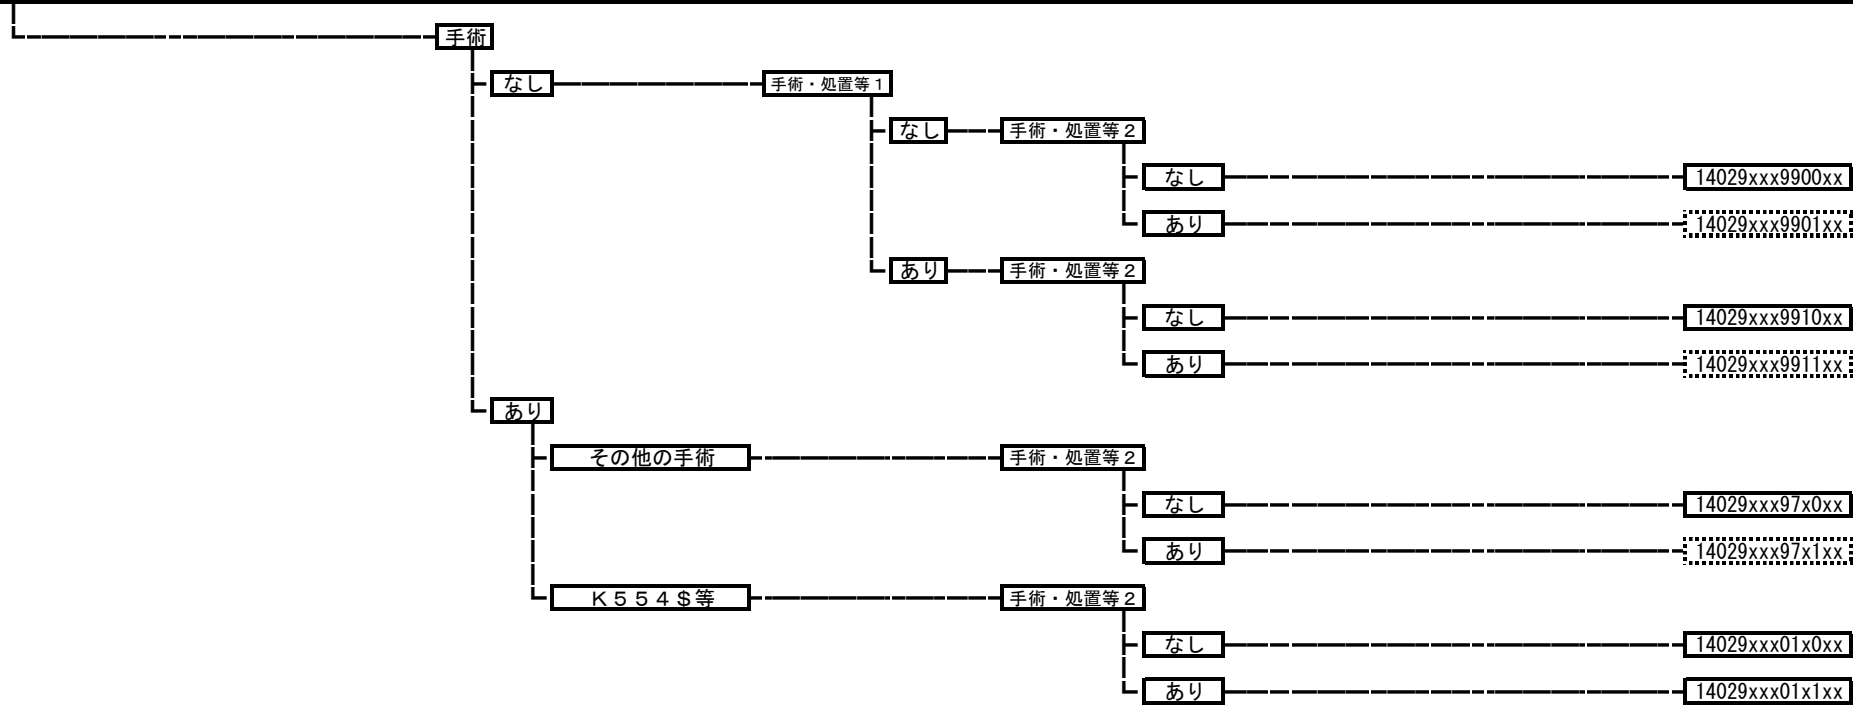 手術
なし 手術・処置等1
なし 手術・処置等2
なし 14029xxx9900xx
あり 14029xxx9901xx
あり 手術・処置等2
なし 14029xxx9910xx
あり 14029xxx9911xx
あり
その他の手術 手術・処置等2
なし 14029xxx97x0xx
あり 14029xxx97x1xx
K554$等 手術・処置等2
なし 14029xxx01x0xx
あり 14029xxx01x1xx